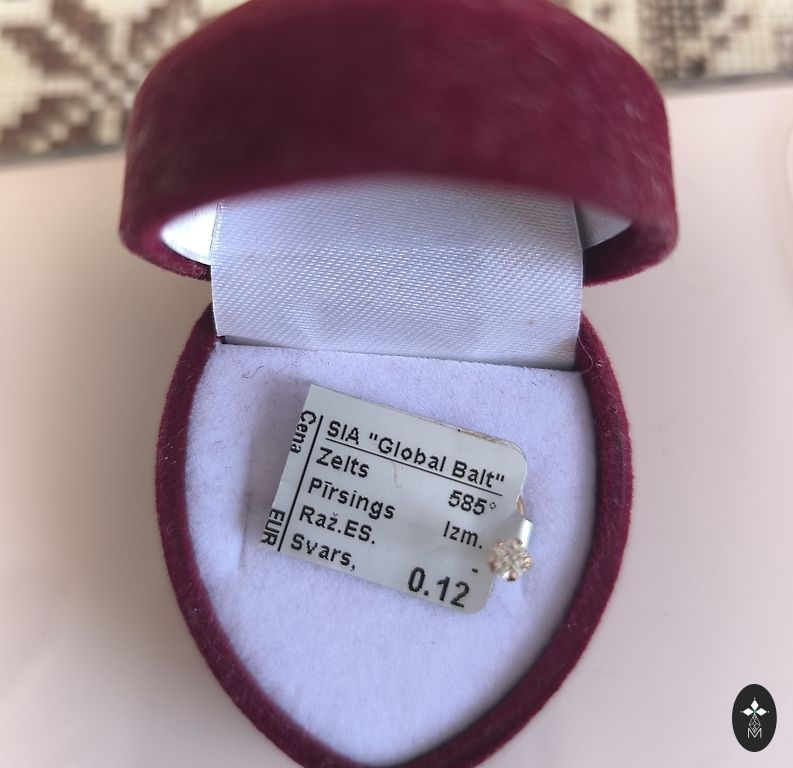 SIA "Global Balt"
Zelts 585°
Pīrsings
Raž.ES. Izm.
Svars, -
0.12
Cena
EUR
M